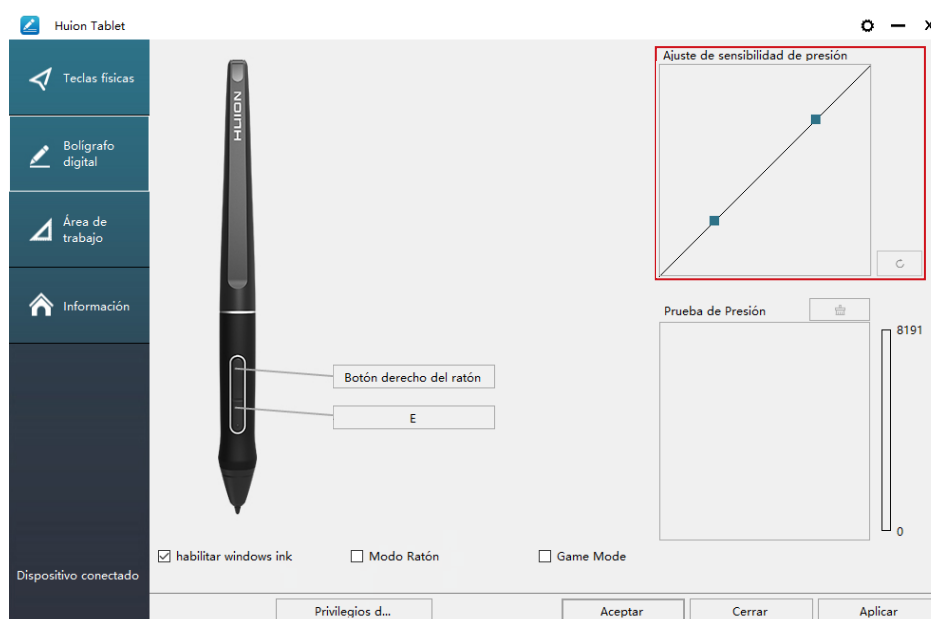 Huion Tablet
Teclas físicas
Bolígrafo
digital
Área de
trabajo
Información
Dispositivo conectado
HUION
Botón derecho del ratón
E
Ajuste de sensibilidad de presión
Prueba de Presión
8191
0
habilitar windows ink
Modo Ratón
Game Mode
Privilegios d...
Aceptar
Cerrar
Aplicar